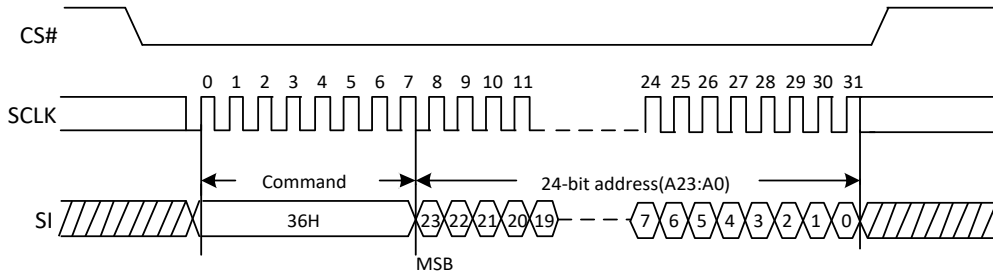 CS#
0 1 2 3 4 5 6 7 8 9 10 11 24 25 26 27 28 29 30 31
SCLK
Command 24-bit address(A23:A0)
SI 36H 23 22 21 20 19 7 6 5 4 3 2 1 0
MSB